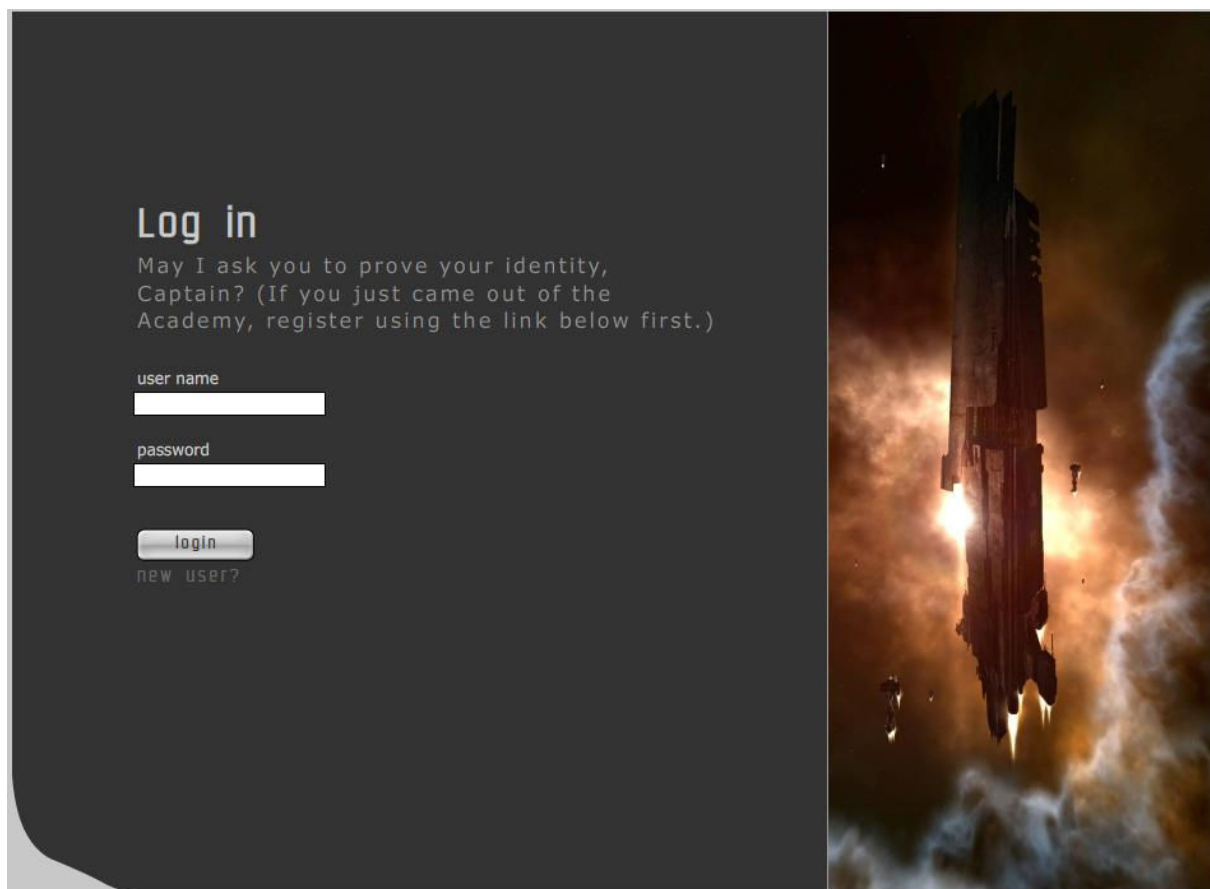 Log in
May I ask you to prove your identity,
Captain? (If you just came out of the
Academy, register using the link below first.)
user name
password
login
new user?